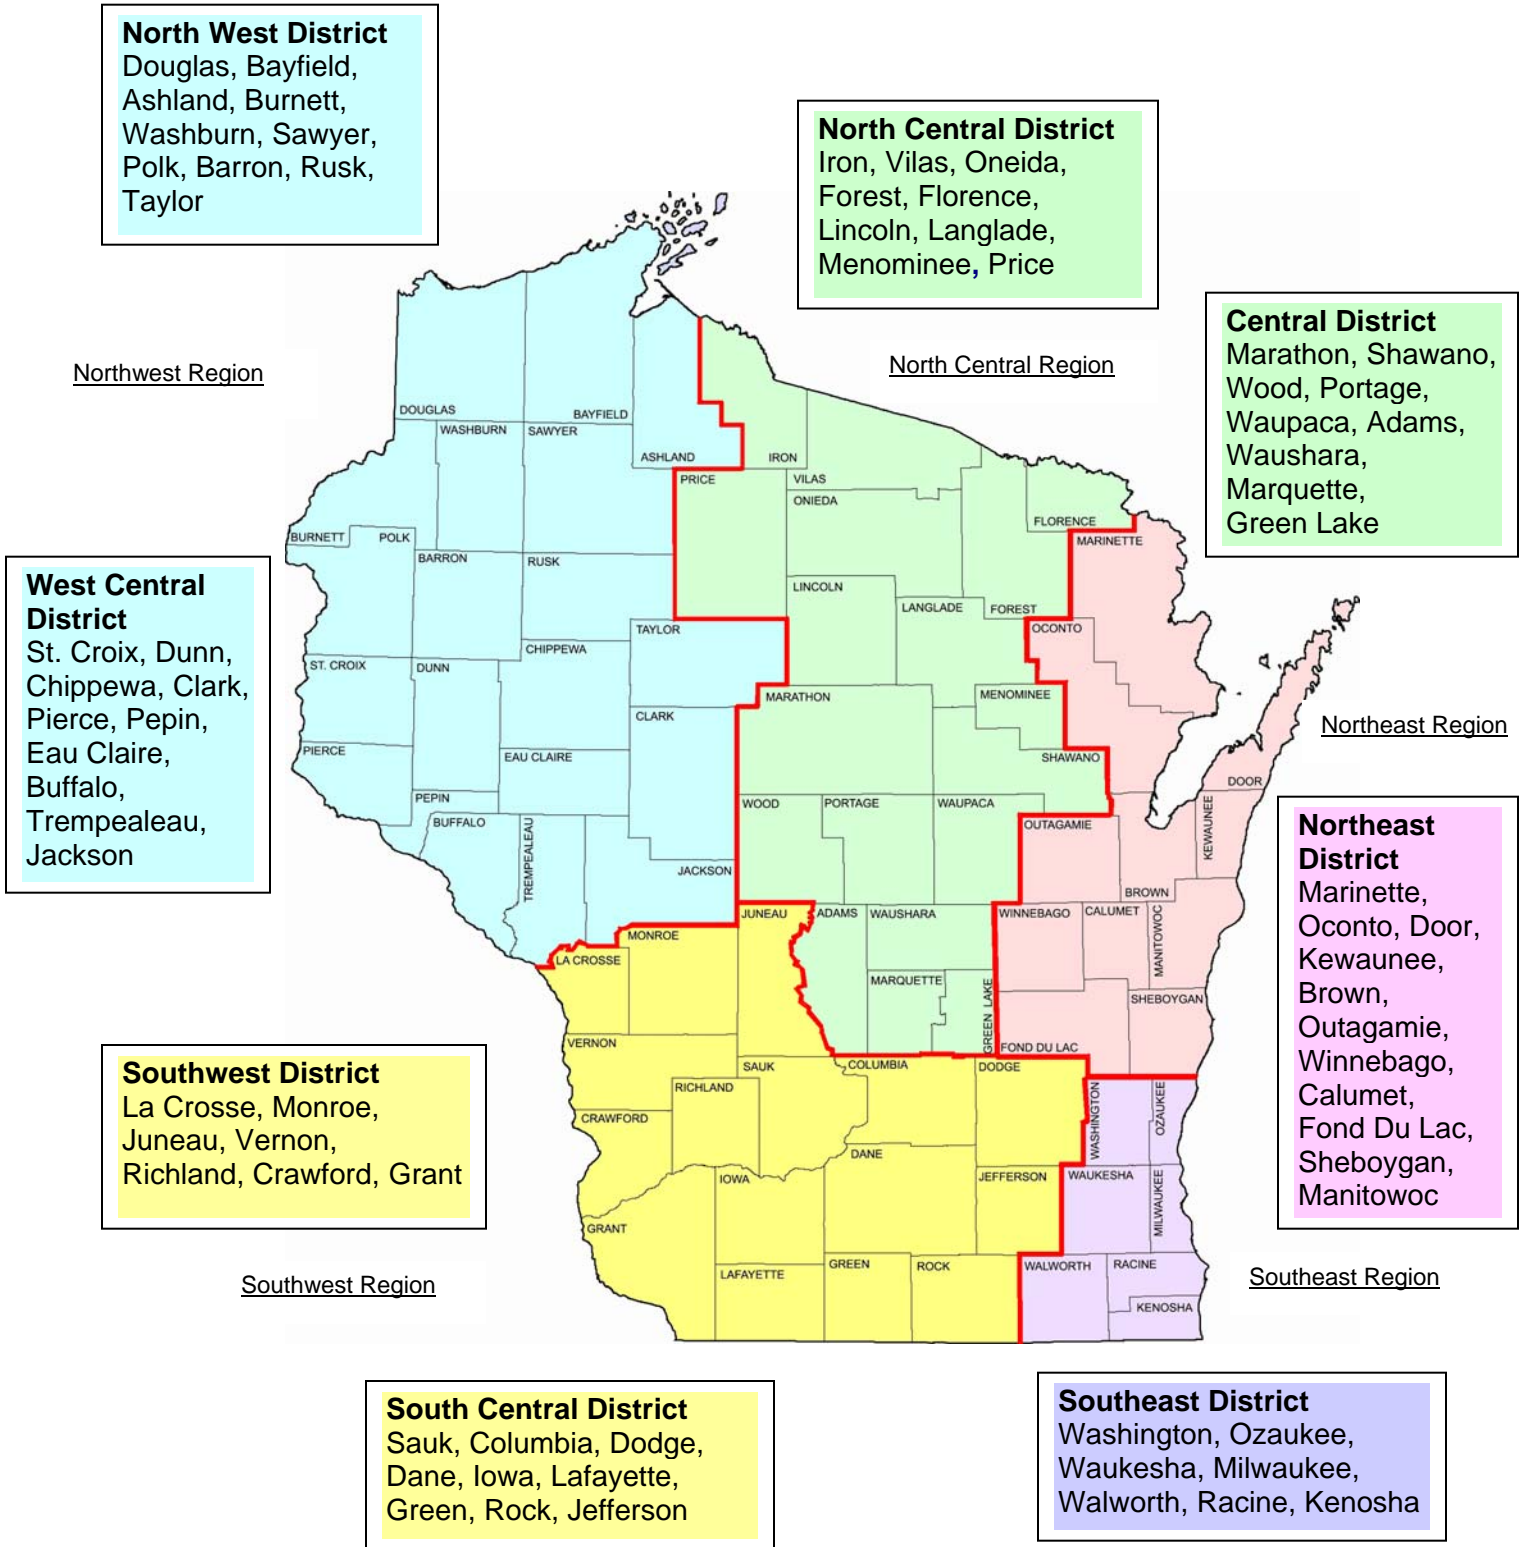 North West District
Douglas, Bayfield,
Ashland, Burnett,
Washburn, Sawyer,
Polk, Barron, Rusk,
Taylor
North Central District
Iron, Vilas, Oneida,
Forest, Florence,
Lincoln, Langlade,
Menominee, Price
Central District
Marathon, Shawano,
Wood, Portage,
Waupaca, Adams,
Waushara,
Marquette,
Green Lake
Northwest Region
North Central Region
DOUGLAS
BAYFIELD
WASHBURN
SAWYER
ASHLAND
IRON
PRICE
VILAS
ONIEDA
FLORENCE
BURNETT
POLK
MARINETTE
BARRON
RUSK
LINCOLN
LANGLADE
FOREST
West Central
District
St. Croix, Dunn,
Chippewa, Clark,
Pierce, Pepin,
Eau Claire,
Buffalo,
Trempealeau,
Jackson
TAYLOR
OCONTO
CHIPPEWA
ST. CROIX
DUNN
MARATHON
MENOMINEE
CLARK
Northeast Region
PIERCE
EAU CLAIRE
SHAWANO
DOOR
PEPIN
WOOD
PORTAGE
WAUPACA
BUFFALO
TREMPEALEAU
OUTAGAMIE
KEWAUNEE
JACKSON
BROWN
Northeast
District
Marinette,
Oconto, Door,
Kewaunee,
Brown,
Outagamie,
Winnebago,
Calumet,
Fond Du Lac,
Sheboygan,
Manitowoc
JUNEAU
ADAMS
WAUSHARA
WINNEBAGO
CALUMET
MANITOWOC
MONROE
LA CROSSE
MARQUETTE
GREEN LAKE
SHEBOYGAN
VERNON
FOND DU LAC
SAUK
COLUMBIA
DODGE
Southwest District
La Crosse, Monroe,
Juneau, Vernon,
Richland, Crawford, Grant
RICHLAND
CRAWFORD
WASHINGTON
OZAUKEE
DANE
IOWA
JEFFERSON
WAUKESHA
MILWAUKEE
GRANT
LAFAYETTE
GREEN
ROCK
WALWORTH
RACINE
KENOSHA
Southwest Region
Southeast Region
South Central District
Sauk, Columbia, Dodge,
Dane, Iowa, Lafayette,
Green, Rock, Jefferson
Southeast District
Washington, Ozaukee,
Waukesha, Milwaukee,
Walworth, Racine, Kenosha